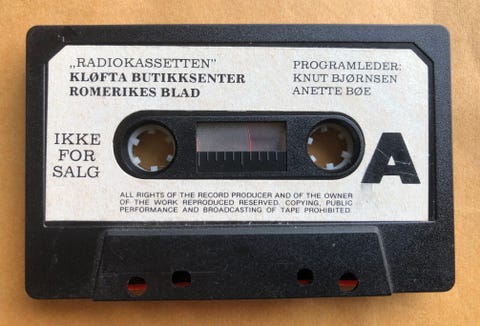 „RADIOKASSETTEN”
KLØFTA BUTIKKSENTER
ROMERIKES BLAD
PROGRAMLEDER:
KNUT BJØRNSEN
ANETTE BØE
IKKE
FOR
SALG
A
ALL RIGHTS OF THE RECORD PRODUCER AND OF THE OWNER
OF THE WORK REPRODUCED RESERVED. COPYING, PUBLIC
PERFORMANCE AND BROADCASTING OF TAPE PROHIBITED